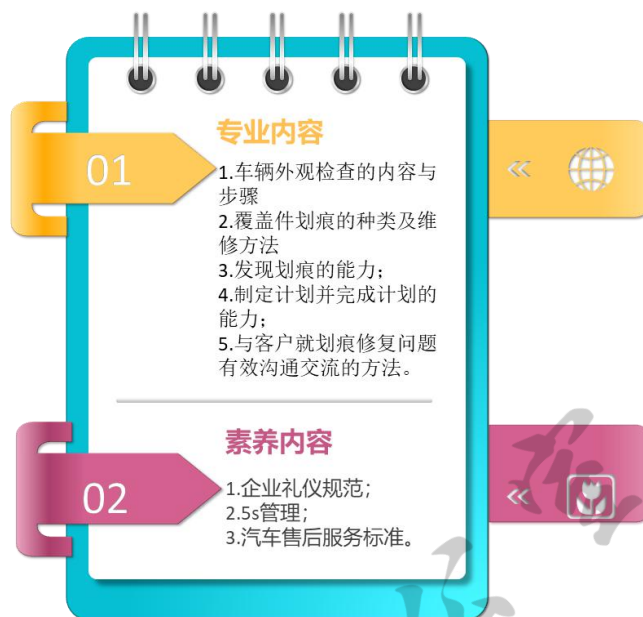 专业内容
01
1.车辆外观检查的内容与
步骤
2.覆盖件划痕的种类及维
修方法
3.发现划痕的能力；
4.制定计划并完成计划的
能力；
5.与客户就划痕修复问题
有效沟通交流的方法。
素养内容
02
1.企业礼仪规范；
2.5s管理；
3.汽车售后服务标准。